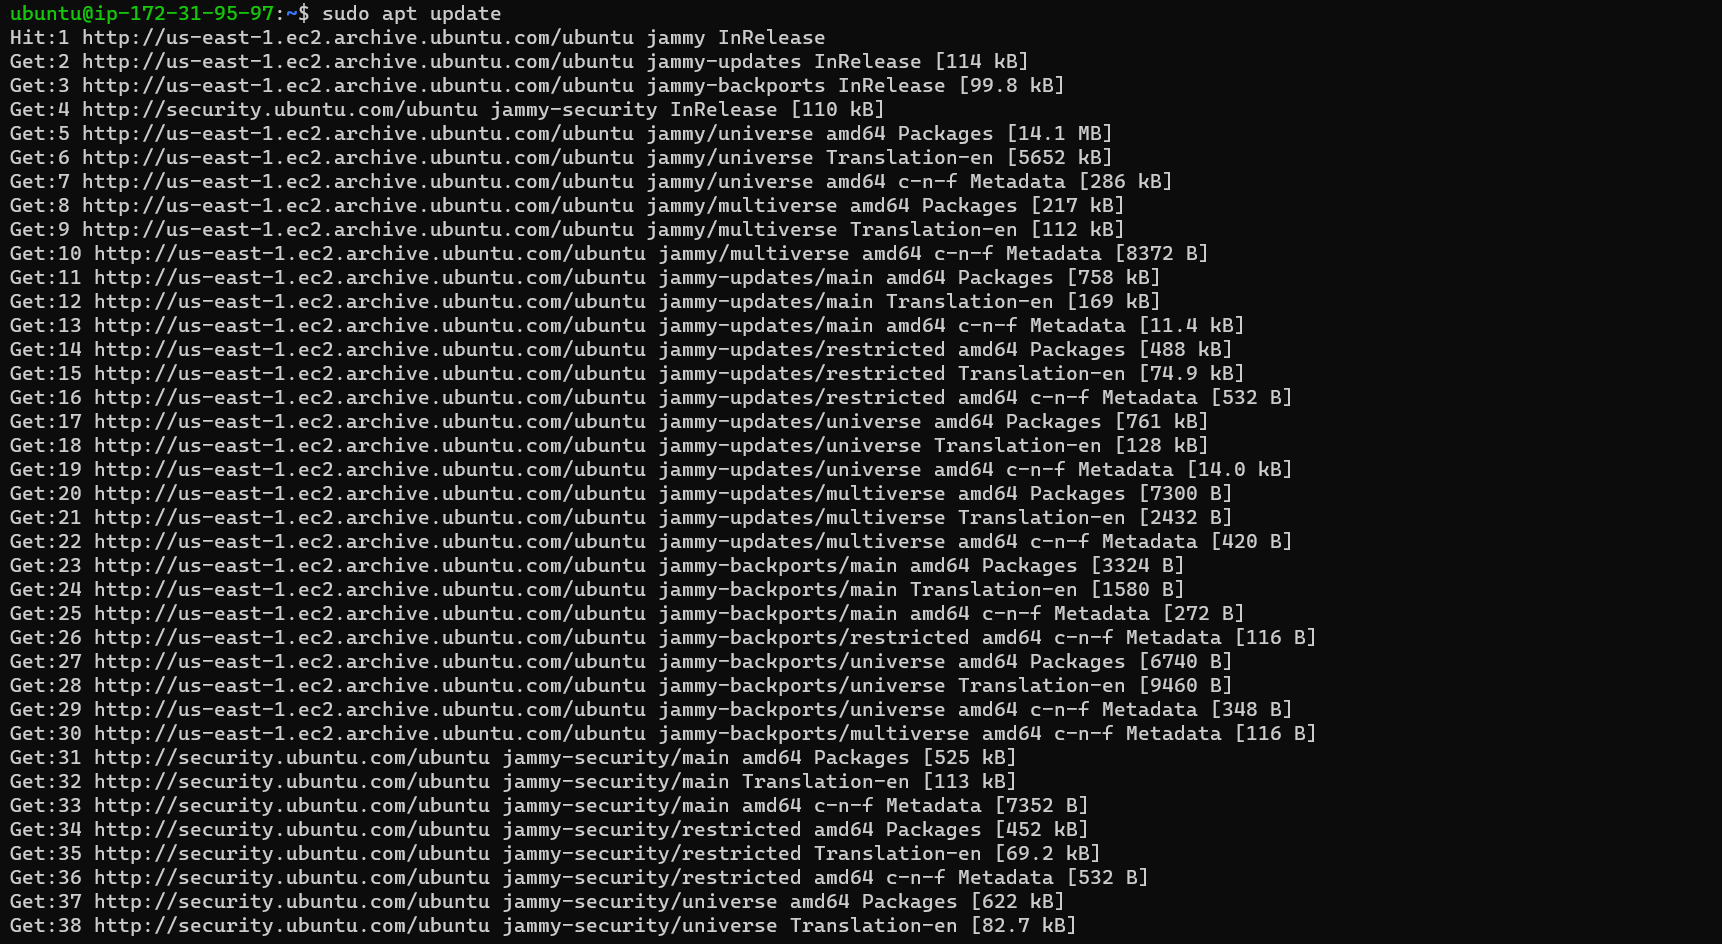 ubuntu@ip-172-31-95-97:~$ sudo apt update
Hit:1 http://us-east-1.ec2.archive.ubuntu.com/ubuntu jammy InRelease
Get:2 http://us-east-1.ec2.archive.ubuntu.com/ubuntu jammy-updates InRelease [114 kB]
Get:3 http://us-east-1.ec2.archive.ubuntu.com/ubuntu jammy-backports InRelease [99.8 kB]
Get:4 http://security.ubuntu.com/ubuntu jammy-security InRelease [110 kB]
Get:5 http://us-east-1.ec2.archive.ubuntu.com/ubuntu jammy/universe amd64 Packages [14.1 MB]
Get:6 http://us-east-1.ec2.archive.ubuntu.com/ubuntu jammy/universe Translation-en [5652 kB]
Get:7 http://us-east-1.ec2.archive.ubuntu.com/ubuntu jammy/universe amd64 c-n-f Metadata [286 kB]
Get:8 http://us-east-1.ec2.archive.ubuntu.com/ubuntu jammy/multiverse amd64 Packages [217 kB]
Get:9 http://us-east-1.ec2.archive.ubuntu.com/ubuntu jammy/multiverse Translation-en [112 kB]
Get:10 http://us-east-1.ec2.archive.ubuntu.com/ubuntu jammy/multiverse amd64 c-n-f Metadata [8372 B]
Get:11 http://us-east-1.ec2.archive.ubuntu.com/ubuntu jammy-updates/main amd64 Packages [758 kB]
Get:12 http://us-east-1.ec2.archive.ubuntu.com/ubuntu jammy-updates/main Translation-en [169 kB]
Get:13 http://us-east-1.ec2.archive.ubuntu.com/ubuntu jammy-updates/main amd64 c-n-f Metadata [11.4 kB]
Get:14 http://us-east-1.ec2.archive.ubuntu.com/ubuntu jammy-updates/restricted amd64 Packages [488 kB]
Get:15 http://us-east-1.ec2.archive.ubuntu.com/ubuntu jammy-updates/restricted Translation-en [74.9 kB]
Get:16 http://us-east-1.ec2.archive.ubuntu.com/ubuntu jammy-updates/restricted amd64 c-n-f Metadata [532 B]
Get:17 http://us-east-1.ec2.archive.ubuntu.com/ubuntu jammy-updates/universe amd64 Packages [761 kB]
Get:18 http://us-east-1.ec2.archive.ubuntu.com/ubuntu jammy-updates/universe Translation-en [128 kB]
Get:19 http://us-east-1.ec2.archive.ubuntu.com/ubuntu jammy-updates/universe amd64 c-n-f Metadata [14.0 kB]
Get:20 http://us-east-1.ec2.archive.ubuntu.com/ubuntu jammy-updates/multiverse amd64 Packages [7300 B]
Get:21 http://us-east-1.ec2.archive.ubuntu.com/ubuntu jammy-updates/multiverse Translation-en [2432 B]
Get:22 http://us-east-1.ec2.archive.ubuntu.com/ubuntu jammy-updates/multiverse amd64 c-n-f Metadata [420 B]
Get:23 http://us-east-1.ec2.archive.ubuntu.com/ubuntu jammy-backports/main amd64 Packages [3324 B]
Get:24 http://us-east-1.ec2.archive.ubuntu.com/ubuntu jammy-backports/main Translation-en [1580 B]
Get:25 http://us-east-1.ec2.archive.ubuntu.com/ubuntu jammy-backports/main amd64 c-n-f Metadata [272 B]
Get:26 http://us-east-1.ec2.archive.ubuntu.com/ubuntu jammy-backports/restricted amd64 c-n-f Metadata [116 B]
Get:27 http://us-east-1.ec2.archive.ubuntu.com/ubuntu jammy-backports/universe amd64 Packages [6740 B]
Get:28 http://us-east-1.ec2.archive.ubuntu.com/ubuntu jammy-backports/universe Translation-en [9460 B]
Get:29 http://us-east-1.ec2.archive.ubuntu.com/ubuntu jammy-backports/universe amd64 c-n-f Metadata [348 B]
Get:30 http://us-east-1.ec2.archive.ubuntu.com/ubuntu jammy-backports/multiverse amd64 c-n-f Metadata [116 B]
Get:31 http://security.ubuntu.com/ubuntu jammy-security/main amd64 Packages [525 kB]
Get:32 http://security.ubuntu.com/ubuntu jammy-security/main Translation-en [113 kB]
Get:33 http://security.ubuntu.com/ubuntu jammy-security/main amd64 c-n-f Metadata [7352 B]
Get:34 http://security.ubuntu.com/ubuntu jammy-security/restricted amd64 Packages [452 kB]
Get:35 http://security.ubuntu.com/ubuntu jammy-security/restricted Translation-en [69.2 kB]
Get:36 http://security.ubuntu.com/ubuntu jammy-security/restricted amd64 c-n-f Metadata [532 B]
Get:37 http://security.ubuntu.com/ubuntu jammy-security/universe amd64 Packages [622 kB]
Get:38 http://security.ubuntu.com/ubuntu jammy-security/universe Translation-en [82.7 kB]